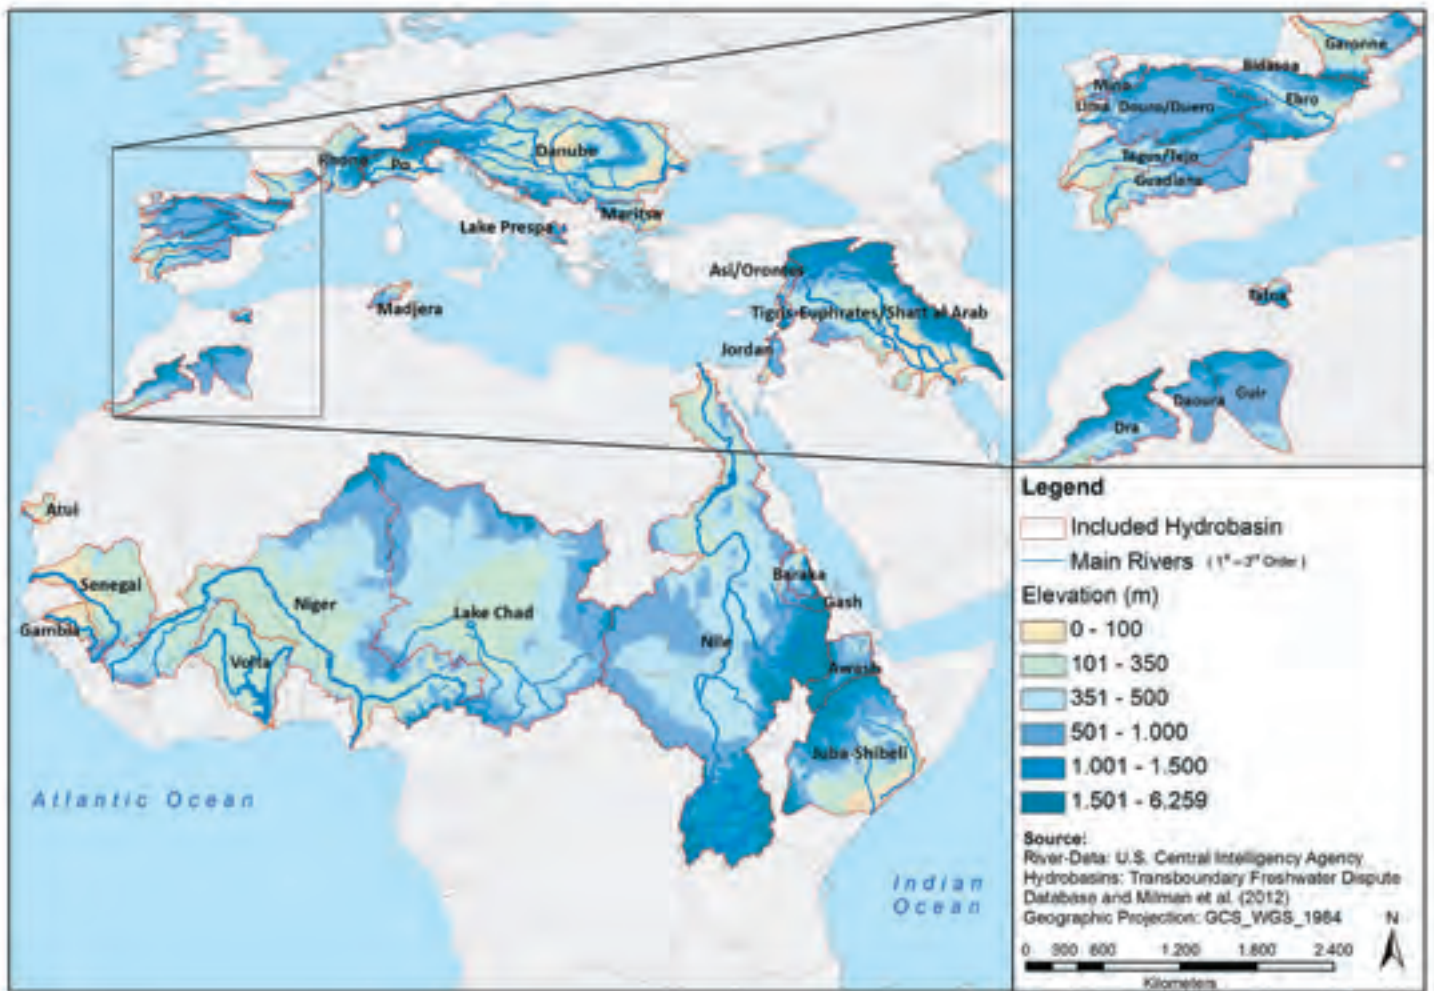 Danube
Rhone
Po
Maritsa
Lake Prespa
Asi/Orontes
Madjera
Tigris-Euphrates/Shatt al Arab
Jordan
Atui
Senegal
Niger
Lake Chad
Baraka
Gash
Gambia
Nile
Volta
Awash
Juba-Shibeli
Atlantic Ocean
Indian
Ocean
Garonne
Bidasoa
Mino
Ebro
Lima
Douro/Duero
Tagus/Tejo
Guadiana
Tafna
Daoura
Guir
Dra
Legend
Included Hydrobasin
Main Rivers (1st – 3rd Order)
Elevation (m)
0 - 100
101 - 350
351 - 500
501 - 1.000
1.001 - 1.500
1.501 - 6.259
Source:
River-Data: U.S. Central Intelligency Agency
Hydrobasins: Transboundary Freshwater Dispute
Database and Milman et al. (2012)
Geographic Projection: GCS_WGS_1984
N
0 300 600 1.200 1.800 2.400
Kilometers